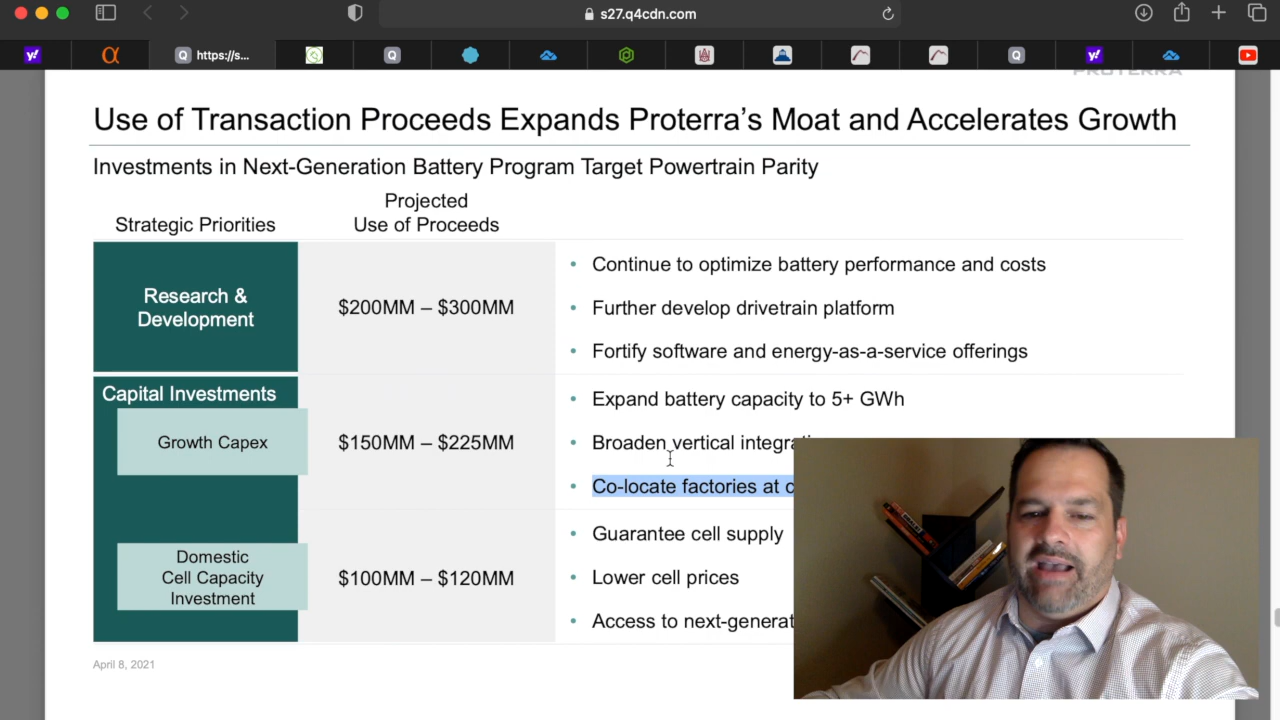 s27.q4cdn.com
https://s...
PROTERRA
Use of Transaction Proceeds Expands Proterra's Moat and Accelerates Growth
Investments in Next-Generation Battery Program Target Powertrain Parity
Strategic Priorities
Projected
Use of Proceeds
Research &
Development
$200MM – $300MM
• Continue to optimize battery performance and costs
• Further develop drivetrain platform
• Fortify software and energy-as-a-service offerings
Capital Investments
Growth Capex
$150MM – $225MM
• Expand battery capacity to 5+ GWh
• Broaden vertical integrati
• Co-locate factories at c
Domestic
Cell Capacity
Investment
$100MM – $120MM
• Guarantee cell supply
• Lower cell prices
• Access to next-generat
April 8, 2021